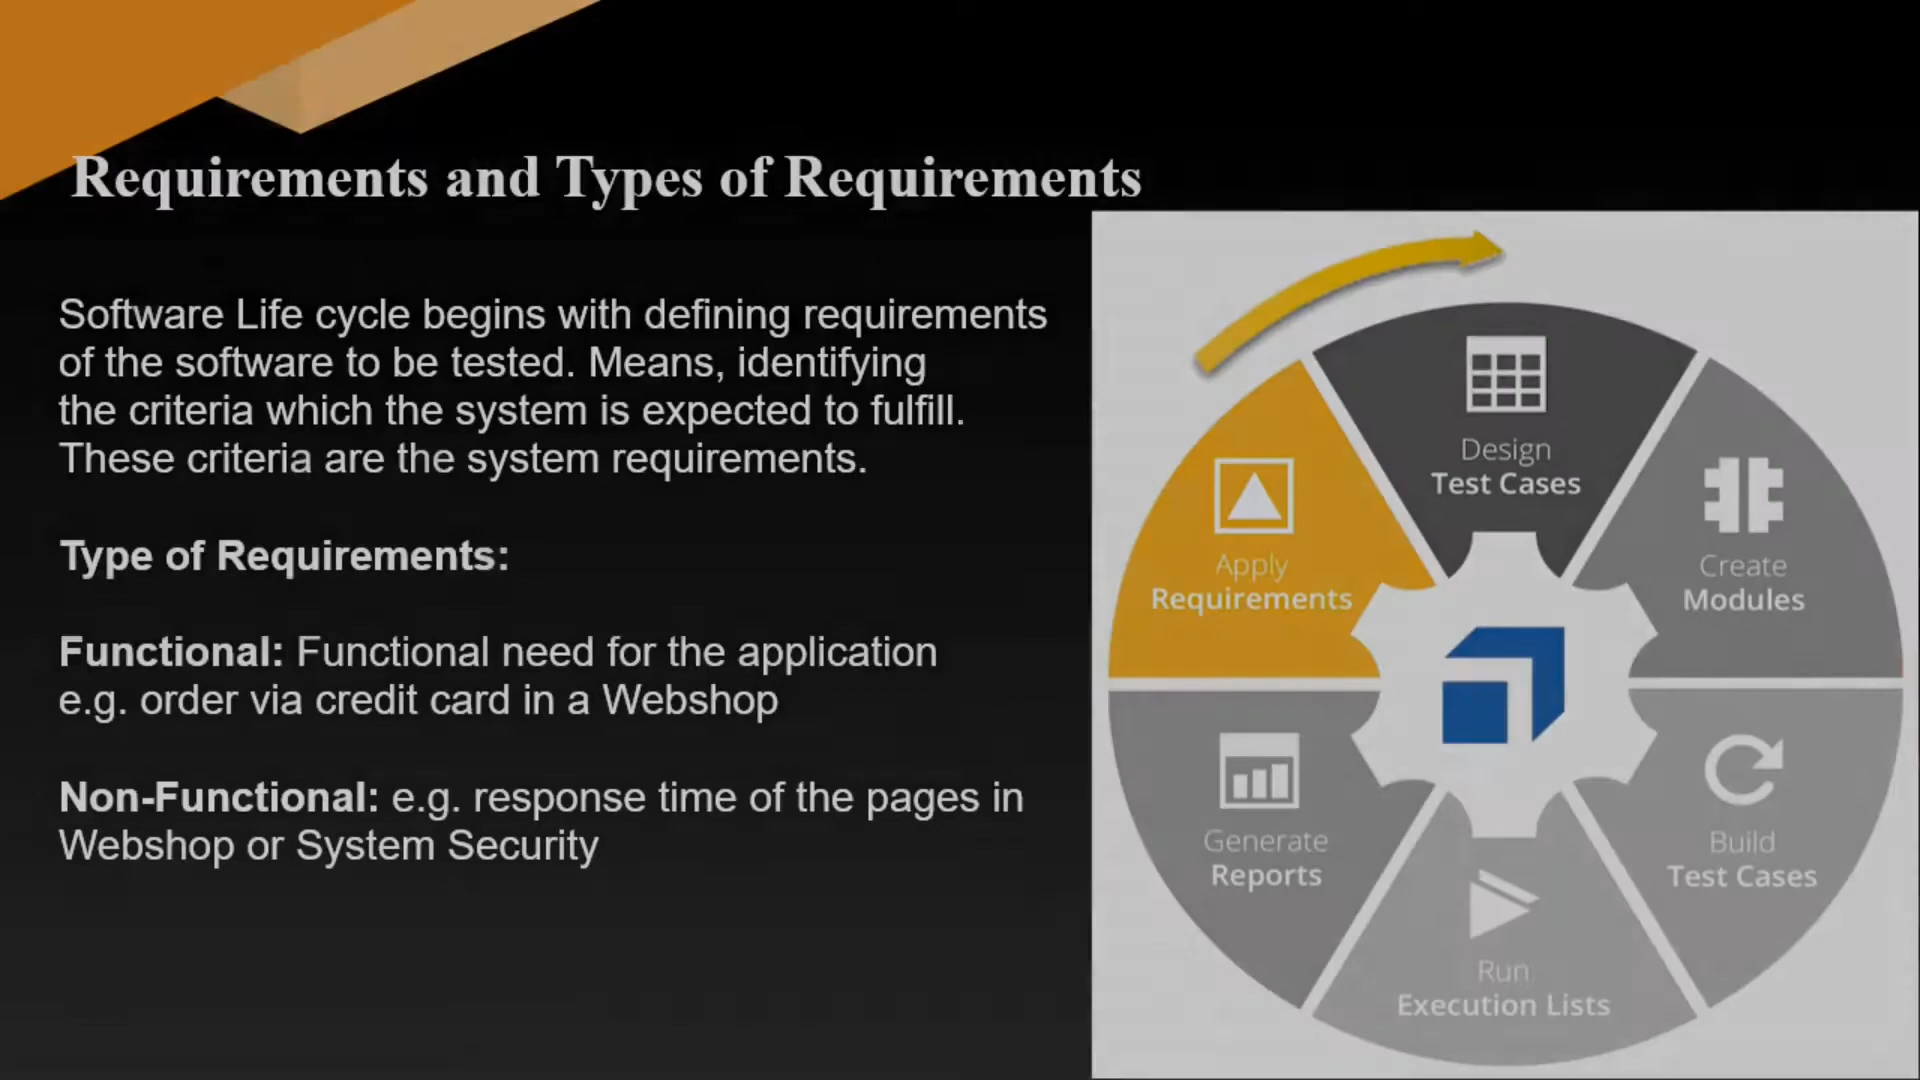 Requirements and Types of Requirements
Software Life cycle begins with defining requirements
of the software to be tested. Means, identifying
the criteria which the system is expected to fulfill.
These criteria are the system requirements.
Type of Requirements:
Functional: Functional need for the application
e.g. order via credit card in a Webshop
Non-Functional: e.g. response time of the pages in
Webshop or System Security
Design
Test Cases
Apply
Requirements
Create
Modules
Generate
Reports
Build
Test Cases
Run
Execution Lists